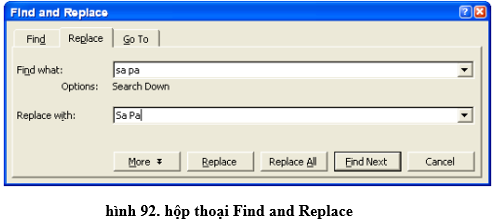 Find and Replace
Find Replace Go To
Find what: sa pa
Options: Search Down
Replace with: Sa Pa
More Replace Replace All Find Next Cancel
hình 92. hộp thoại Find and Replace